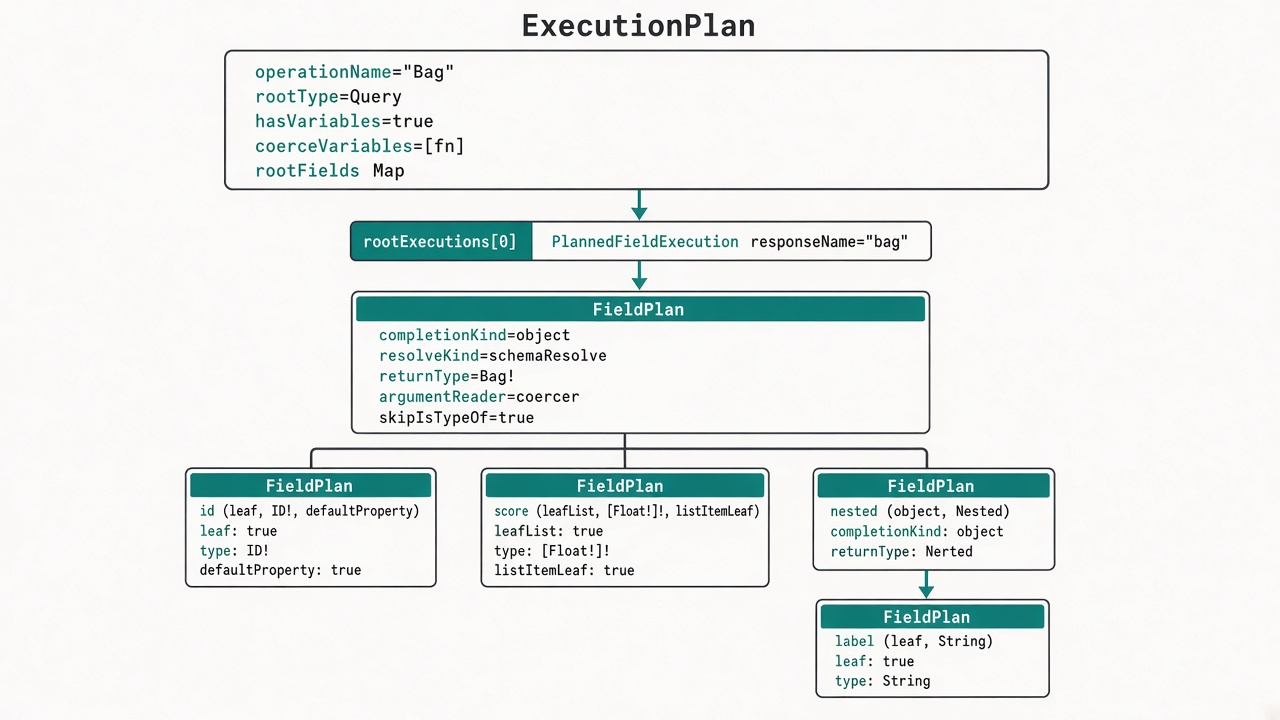 ExecutionPlan
operationName="Bag"
rootType=Query
hasVariables=true
coerceVariables=[fn]
rootFields Map
rootExecutions[0] PlannedFieldExecution responseName="bag"
FieldPlan
completionKind=object
resolveKind=schemaResolve
returnType=Bag!
argumentReader=coercer
skipIsTypeOf=true
FieldPlan
id (leaf, ID!, defaultProperty)
leaf: true
type: ID!
defaultProperty: true
FieldPlan
score (leafList, [Float!]!, listItemLeaf)
leafList: true
type: [Float!]!
listItemLeaf: true
FieldPlan
nested (object, Nested)
completionKind: object
returnType: Nerted
FieldPlan
label (leaf, String)
leaf: true
type: String